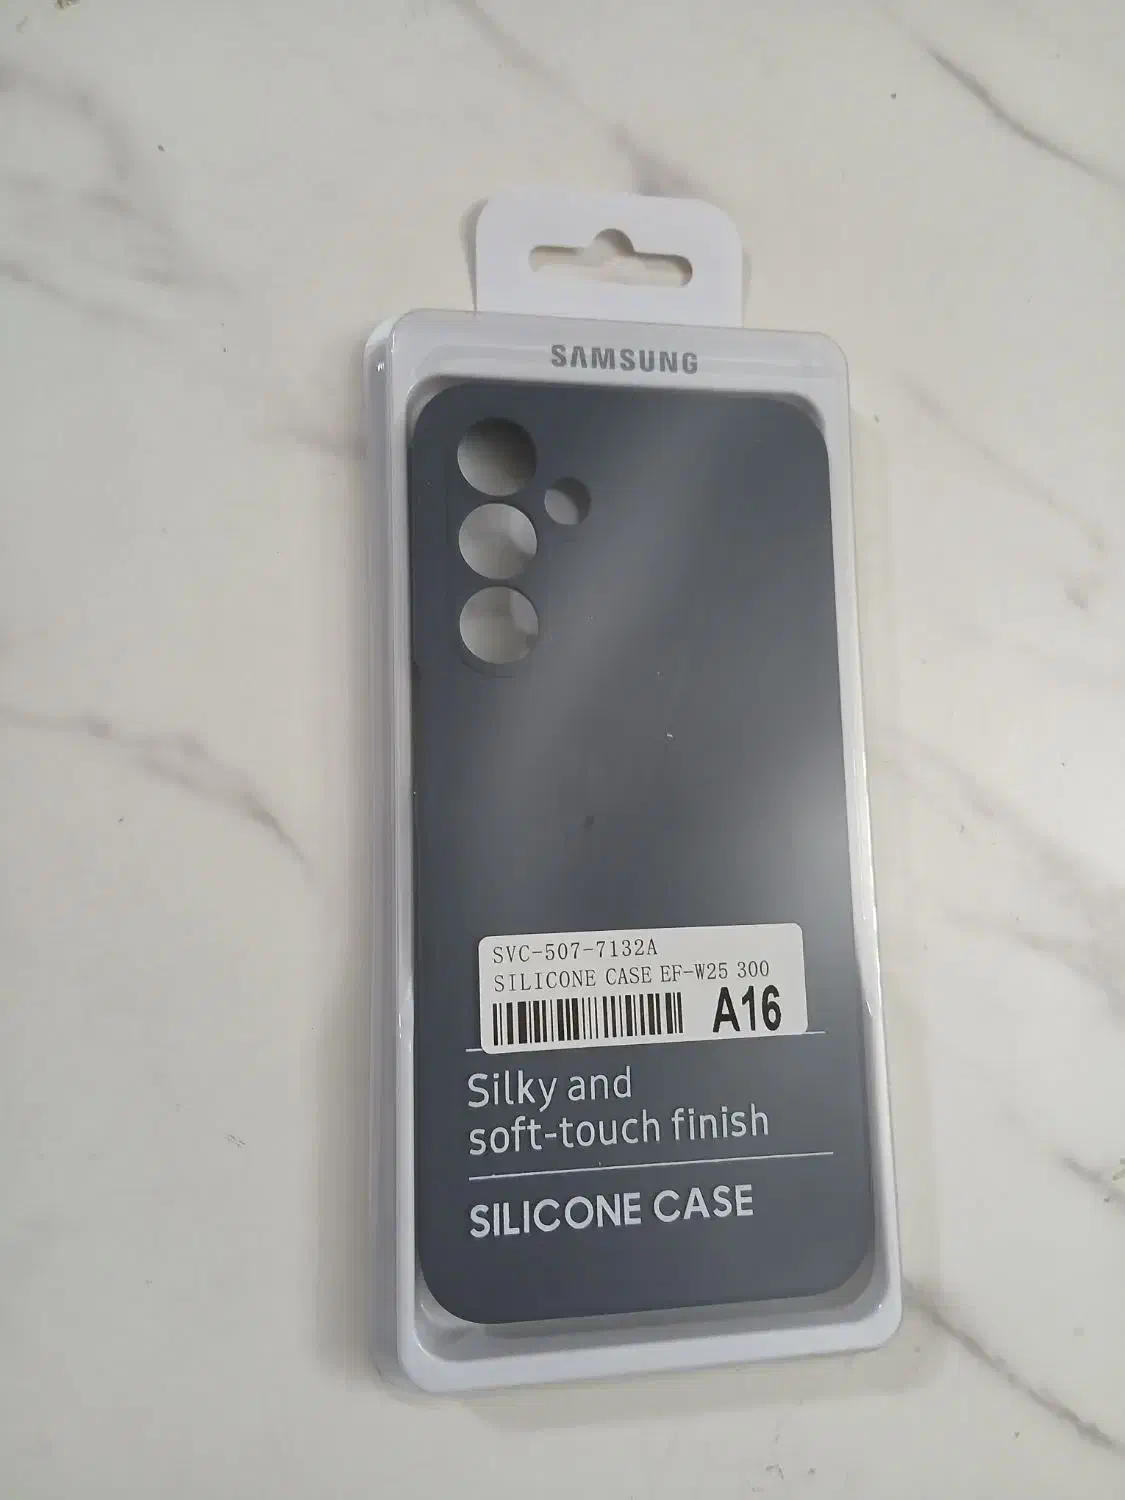 SAMSUNG
SVC-507-7132A
SILICONE CASE EF-W25 300
A16
Silky and
soft-touch finish
SILICONE CASE